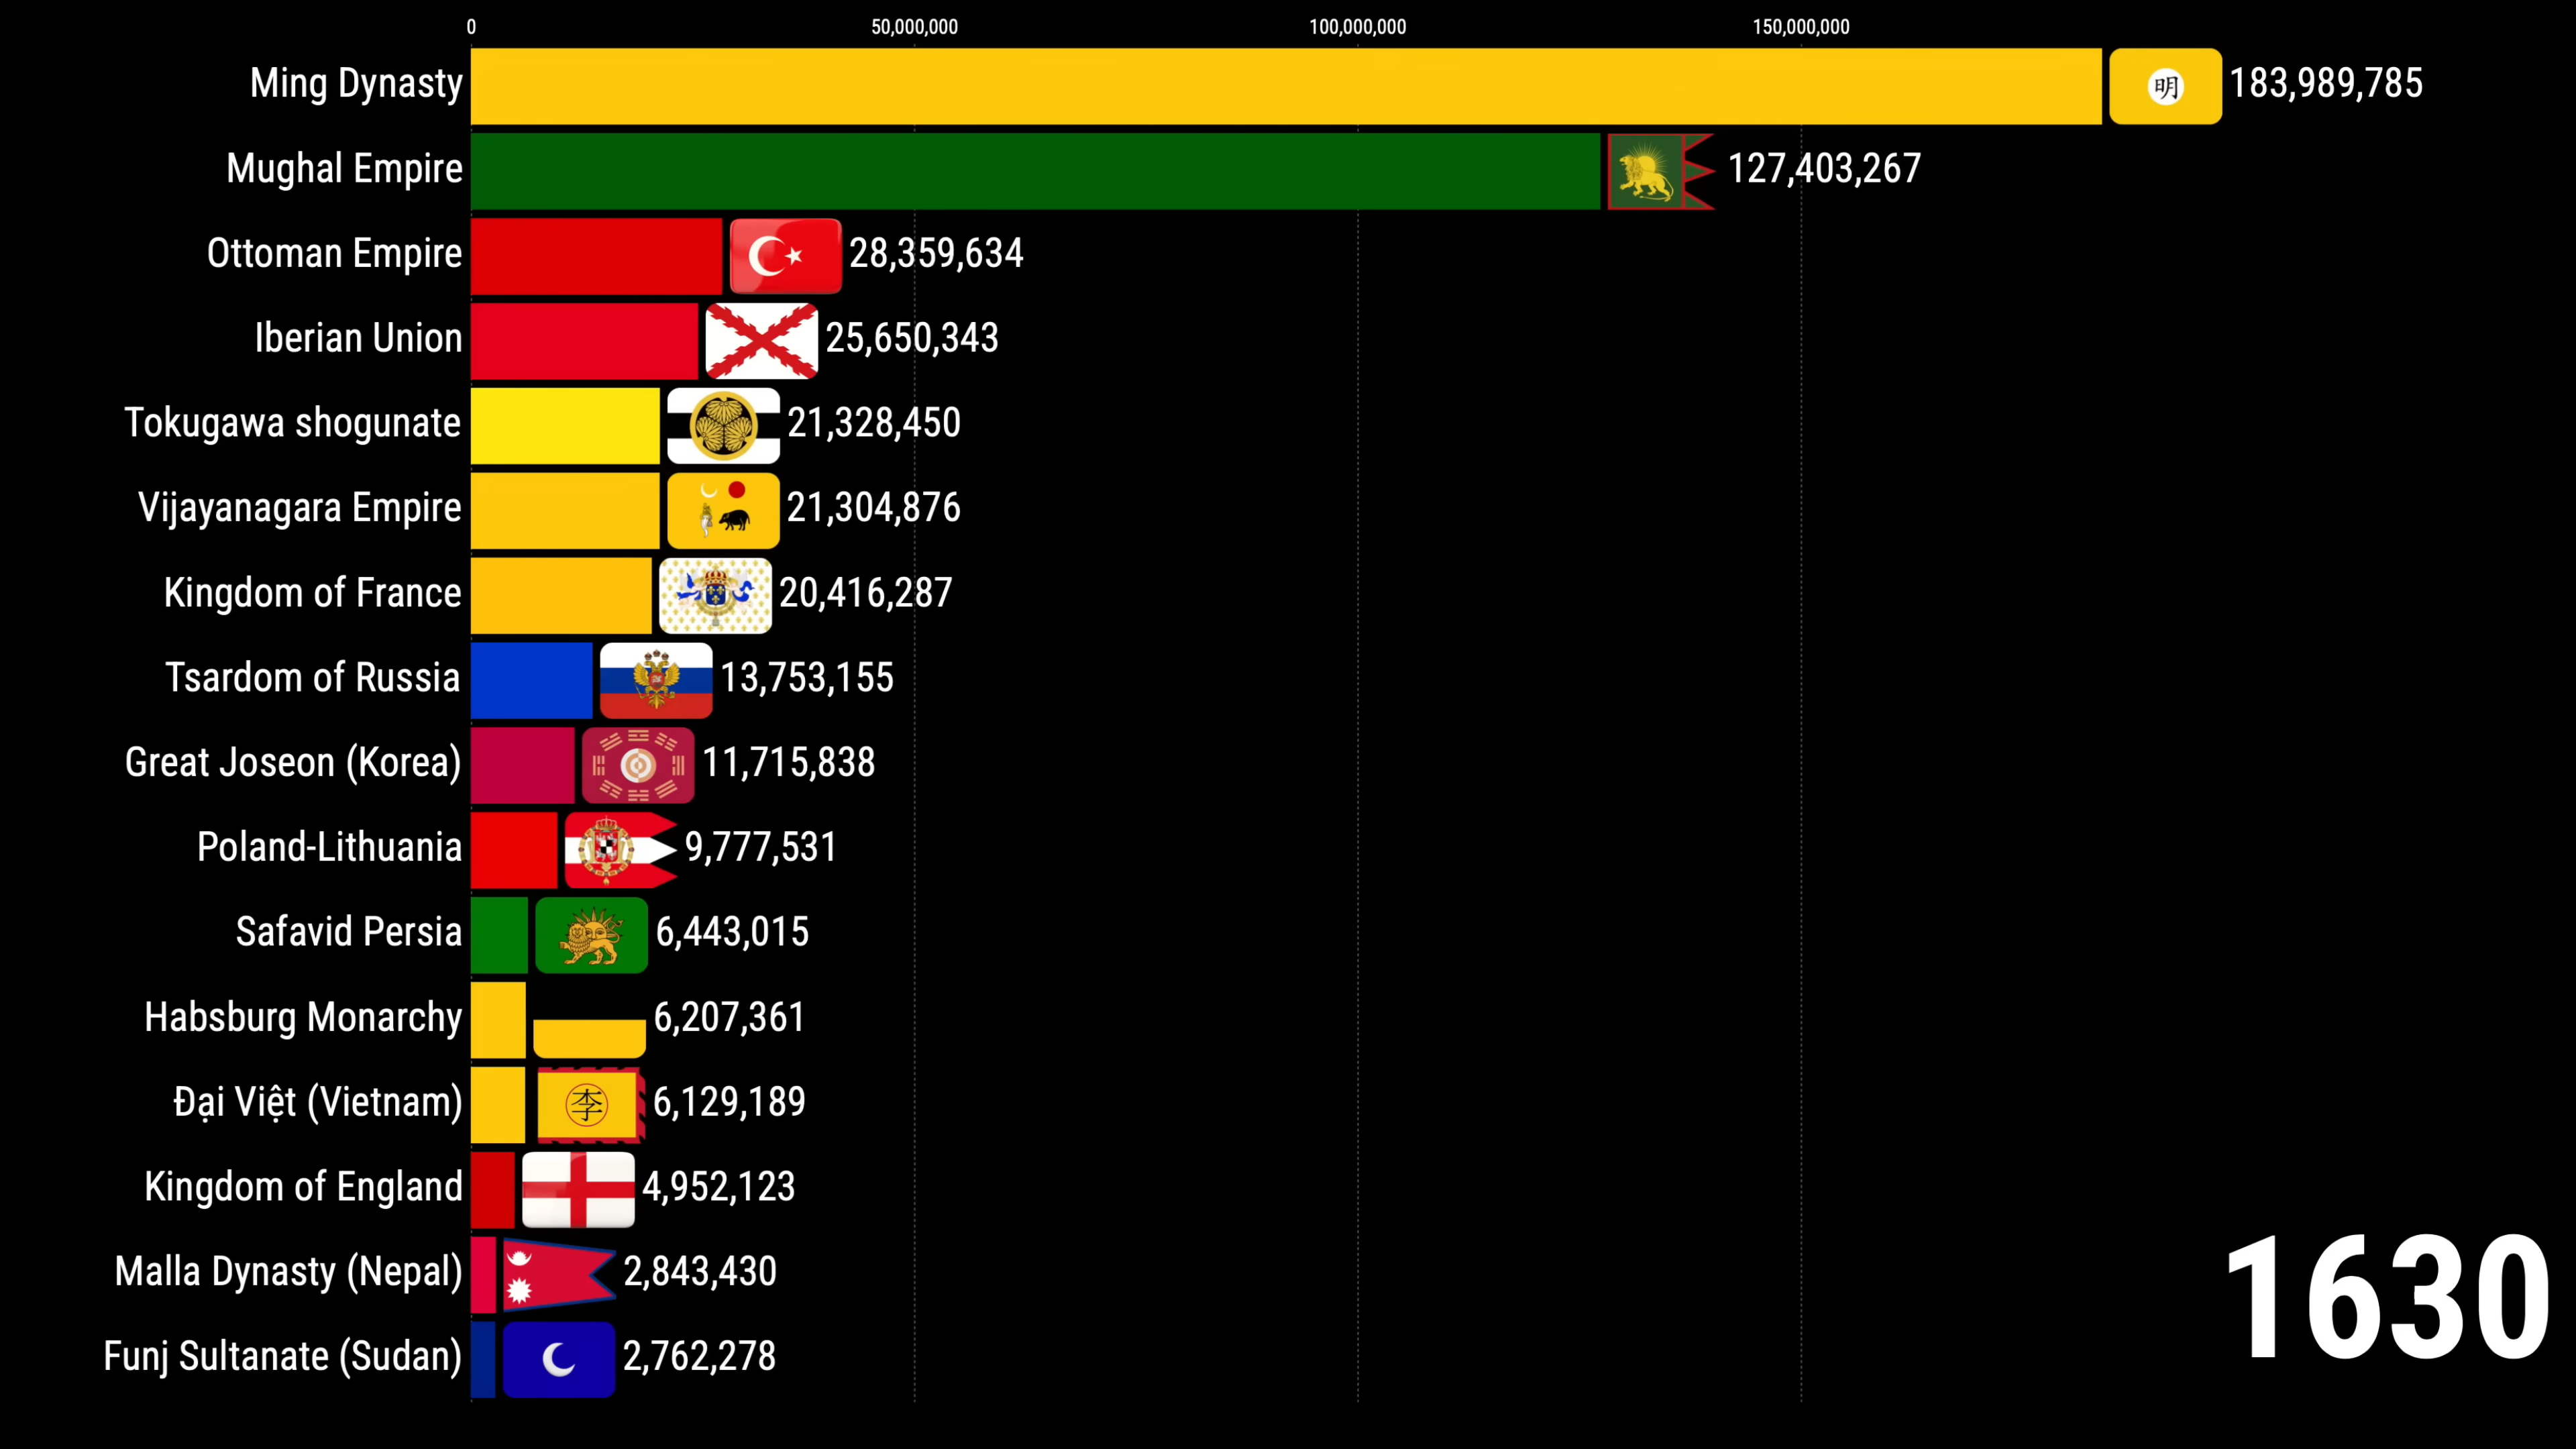 0 50,000,000 100,000,000 150,000,000
Ming Dynasty 明 183,989,785
Mughal Empire 127,403,267
Ottoman Empire 28,359,634
Iberian Union 25,650,343
Tokugawa shogunate 21,328,450
Vijayanagara Empire 21,304,876
Kingdom of France 20,416,287
Tsardom of Russia 13,753,155
Great Joseon (Korea) 11,715,838
Poland-Lithuania 9,777,531
Safavid Persia 6,443,015
Habsburg Monarchy 6,207,361
Đại Việt (Vietnam) 李 6,129,189
Kingdom of England 4,952,123
Malla Dynasty (Nepal) 2,843,430
Funj Sultanate (Sudan) 2,762,278
1630